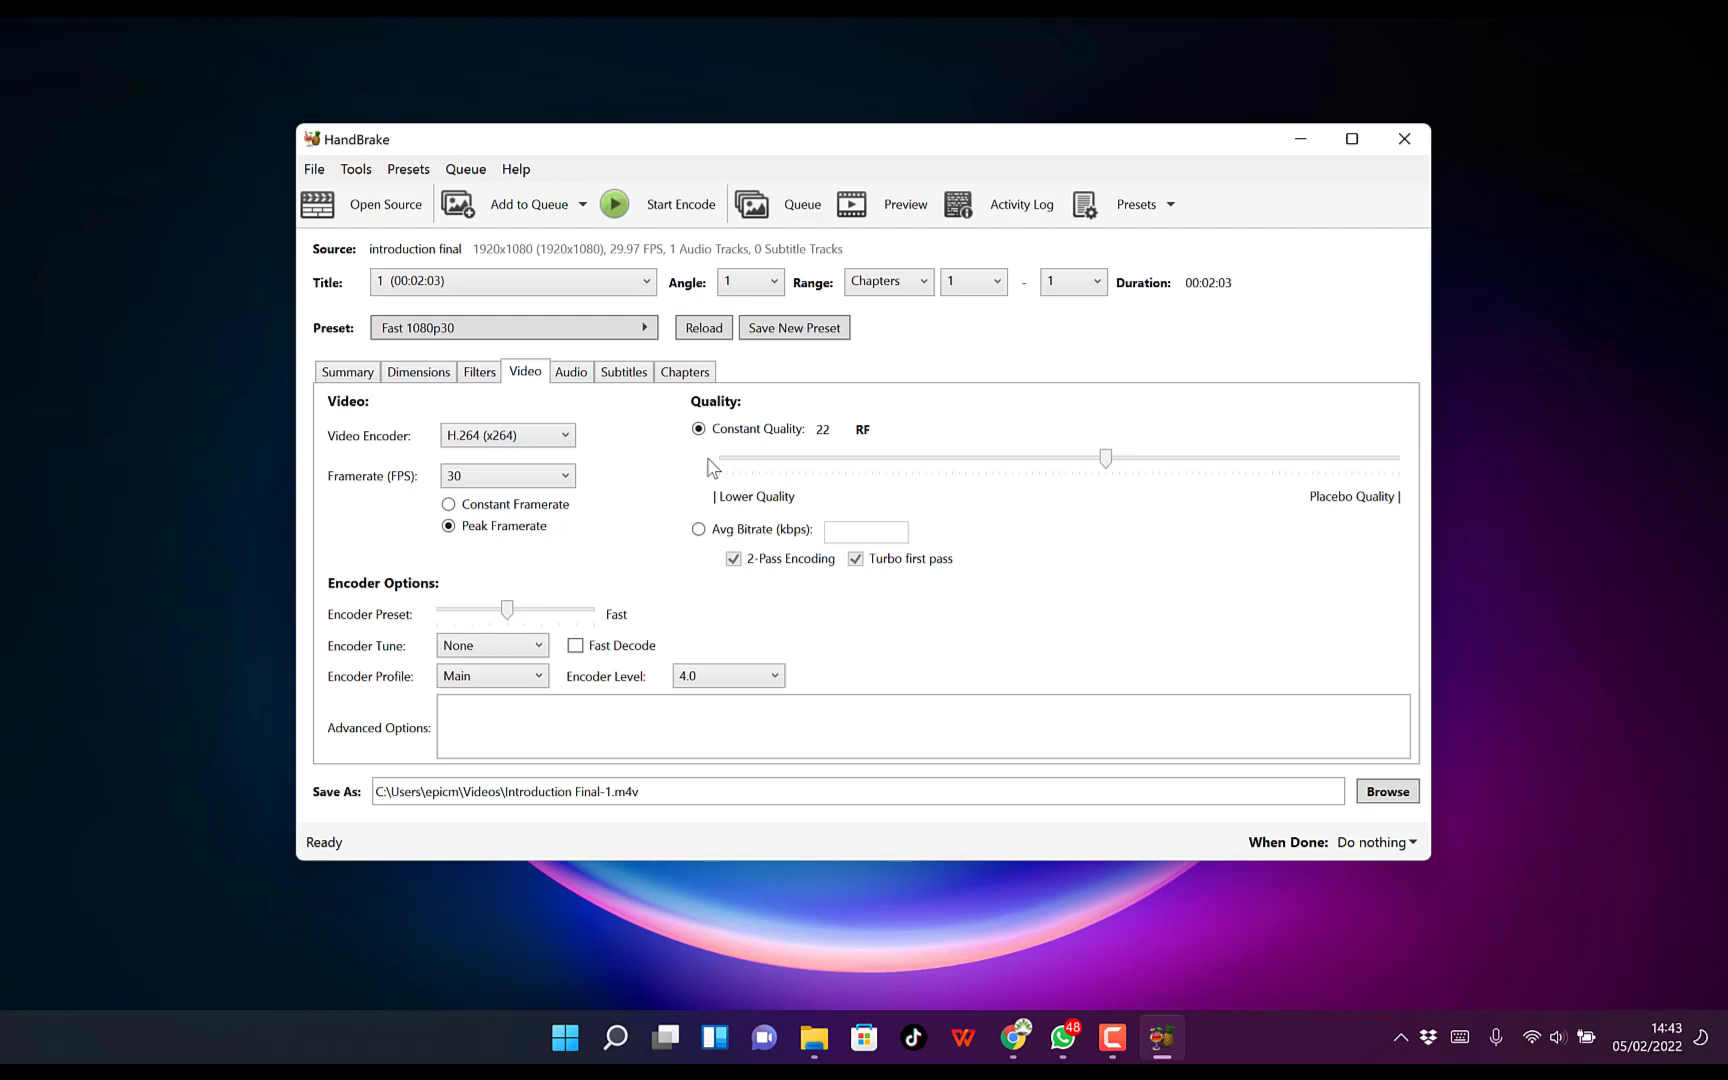 HandBrake
File Tools Presets Queue Help
Open Source Add to Queue Start Encode Queue Preview Activity Log Presets
Source: introduction final 1920x1080 (1920x1080), 29.97 FPS, 1 Audio Tracks, 0 Subtitle Tracks
Title: 1 (00:02:03) Angle: 1 Range: Chapters 1 - 1 Duration: 00:02:03
Preset: Fast 1080p30 Reload Save New Preset
Summary Dimensions Filters Video Audio Subtitles Chapters
Video: Quality:
Video Encoder: H.264 (x264) Constant Quality: 22 RF
Framerate (FPS): 30
| Lower Quality Placebo Quality |
Constant Framerate
Peak Framerate Avg Bitrate (kbps):
2-Pass Encoding Turbo first pass
Encoder Options:
Encoder Preset: Fast
Encoder Tune: None Fast Decode
Encoder Profile: Main Encoder Level: 4.0
Advanced Options:
Save As: C:\Users\epicm\Videos\Introduction Final-1.m4v Browse
Ready When Done: Do nothing
48
14:43
05/02/2022